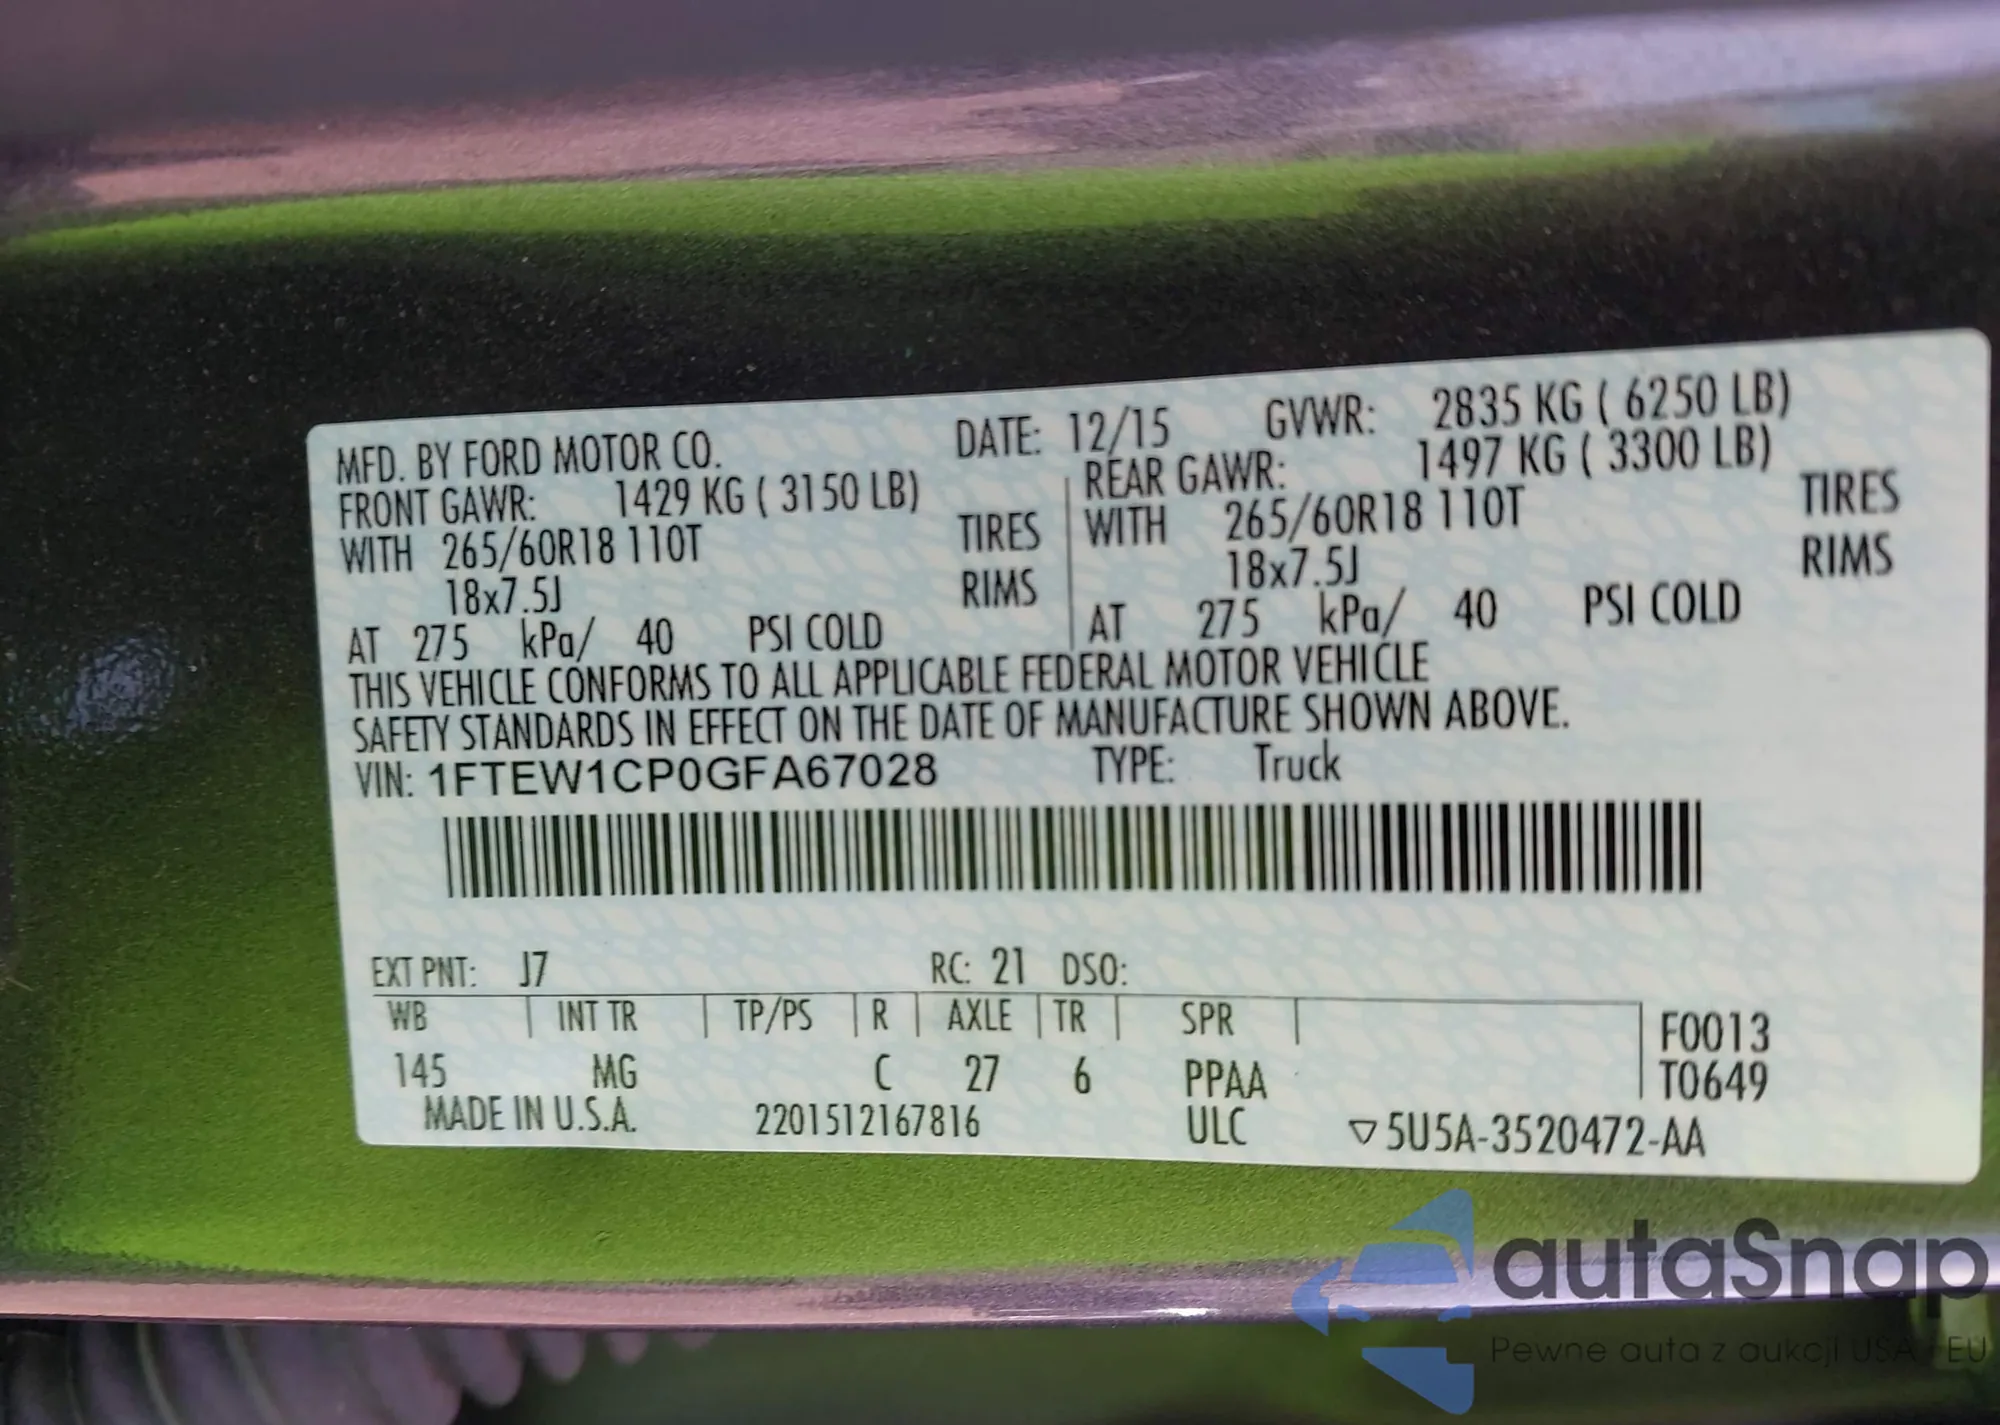 MFD. BY FORD MOTOR CO. DATE: 12/15 GVWR: 2835 KG ( 6250 LB)
FRONT GAWR: 1429 KG ( 3150 LB) REAR GAWR: 1497 KG ( 3300 LB)
WITH 265/60R18 110T TIRES WITH 265/60R18 110T TIRES
18x7.5J RIMS 18x7.5J RIMS
AT 275 kPa/ 40 PSI COLD AT 275 kPa/ 40 PSI COLD
THIS VEHICLE CONFORMS TO ALL APPLICABLE FEDERAL MOTOR VEHICLE
SAFETY STANDARDS IN EFFECT ON THE DATE OF MANUFACTURE SHOWN ABOVE.
VIN: 1FTEW1CP0GFA67028 TYPE: Truck
EXT PNT: J7 RC: 21 DSO:
WB INT TR TP/PS R AXLE TR SPR F0013
145 MG C 27 6 PPAA T0649
MADE IN U.S.A. 2201512167816 ULC ▽5U5A-3520472-AA
autaSnap
Pewne auta z aukcji USA i EU